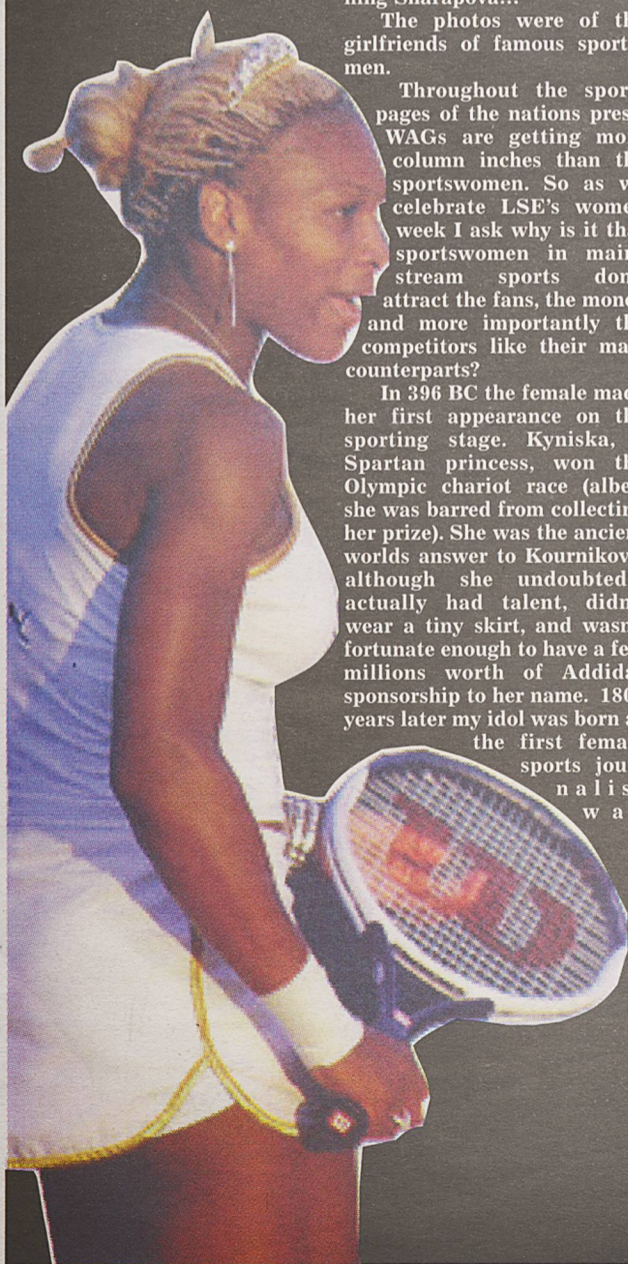 ning Sharapova...
The photos were of th
girlfriends of famous sport
men.
Throughout the spor
pages of the nations pres
WAGs are getting mo
column inches than th
sportswomen. So as w
celebrate LSE's wome
week I ask why is it tha
sportswomen in main
stream sports don
attract the fans, the mone
and more importantly th
competitors like their ma
counterparts?
In 396 BC the female mad
her first appearance on th
sporting stage. Kyniska,
Spartan princess, won th
Olympic chariot race (albe
she was barred from collectin
her prize). She was the ancien
worlds answer to Kournikov
although she undoubted
actually had talent, didn
wear a tiny skirt, and wasn
fortunate enough to have a fe
millions worth of Addida
sponsorship to her name. 180
years later my idol was born a
the first fema
sports jour
nalis
wa